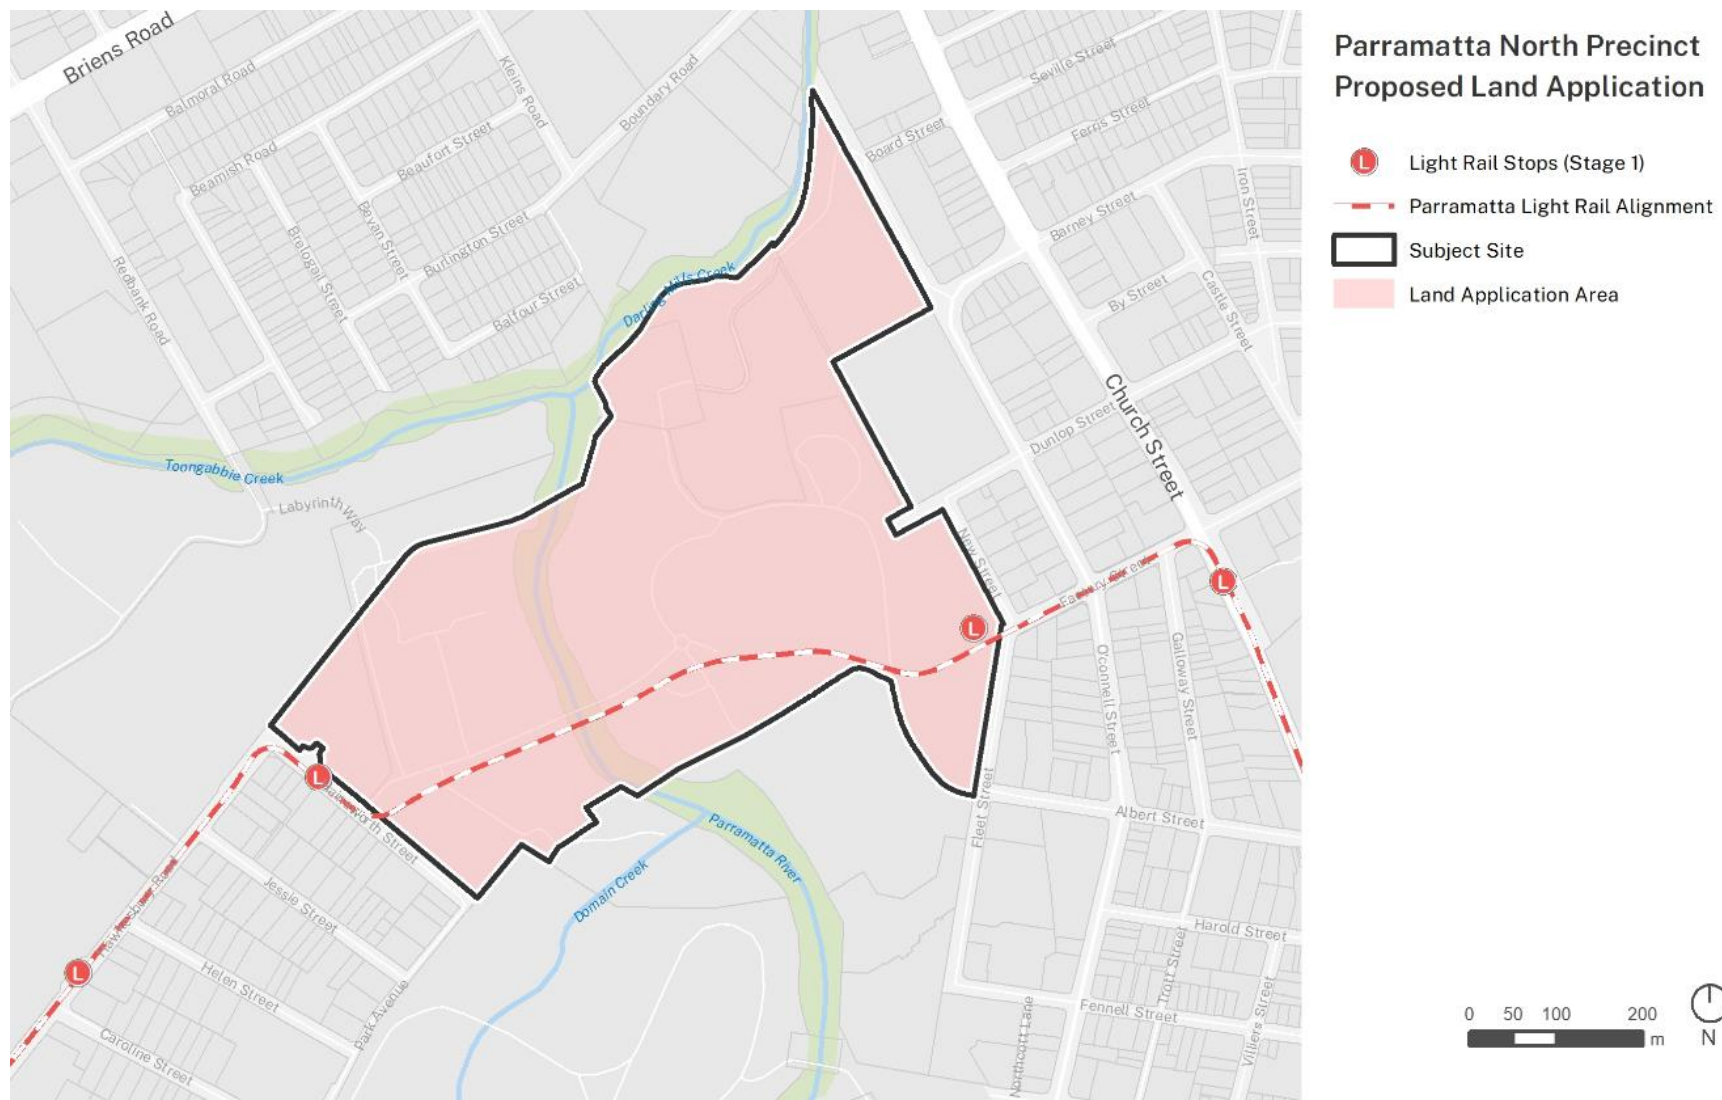 Parramatta North Precinct
Proposed Land Application
L
Light Rail Stops (Stage 1)
Parramatta Light Rail Alignment
Subject Site
Land Application Area
Briens Road
Balmoral Road
Kleins Road
Boundary Road
Seville Street
Board Street
Ferris Street
Beamish Road
Beaufort Street
Iron Street
Bevan Street
Barney Street
Burlington Street
Brelogail Street
Redbank Road
Darling Mills Creek
Balfour Street
By Street
Castle Street
Church Street
Dunlop Street
Toongabbie Creek
Labyrinth Way
New Street
Factory Street
L
L
O'connell Street
Galloway Street
L
Street
Albert Street
Fleet Street
Parramatta River
Domain Creek
Hawkesbury Road
Jessie Street
L
Helen Street
Harold Street
Trott Street
Park Avenue
Fennell Street
Northcott Lane
Villiers Street
Caroline Street
0 50 100 200
m
N